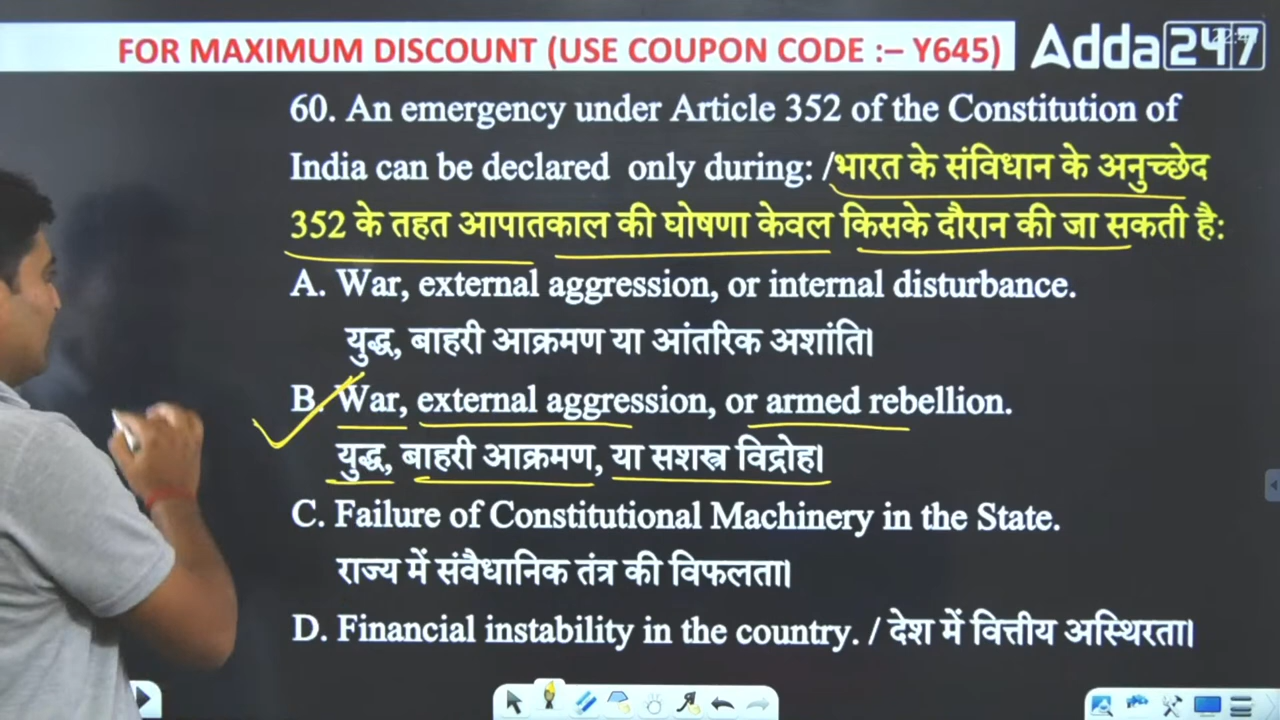 FOR MAXIMUM DISCOUNT (USE COUPON CODE :– Y645)
Adda247
60. An emergency under Article 352 of the Constitution of
India can be declared only during: /भारत के संविधान के अनुच्छेद
352 के तहत आपातकाल की घोषणा केवल किसके दौरान की जा सकती है:
A. War, external aggression, or internal disturbance.
युद्ध, बाहरी आक्रमण या आंतरिक अशांति।
B. War, external aggression, or armed rebellion.
युद्ध, बाहरी आक्रमण, या सशस्त्र विद्रोह।
C. Failure of Constitutional Machinery in the State.
राज्य में संवैधानिक तंत्र की विफलता।
D. Financial instability in the country. / देश में वित्तीय अस्थिरता।